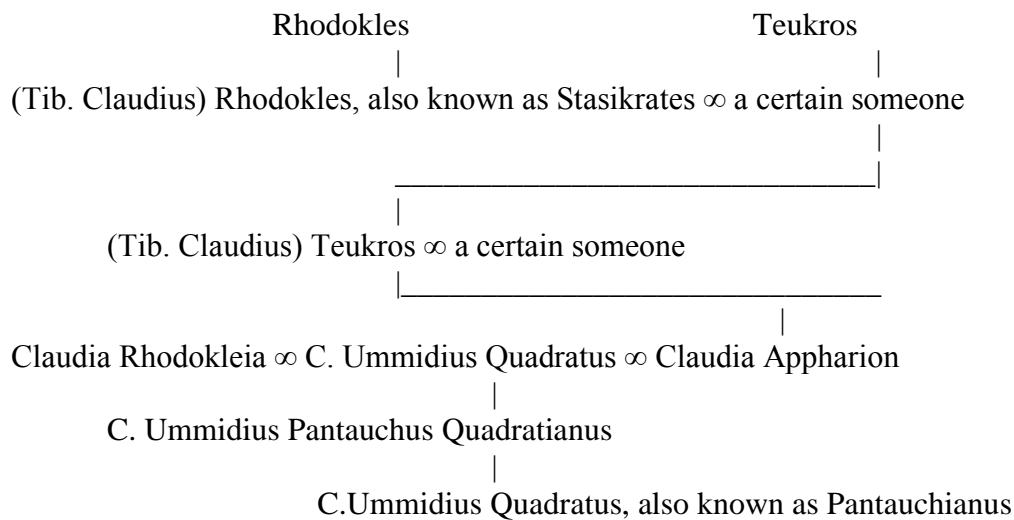 Rhodokles Teukros
(Tib. Claudius) Rhodokles, also known as Stasikrates ∞ a certain someone
(Tib. Claudius) Teukros ∞ a certain someone
Claudia Rhodokleia ∞ C. Ummidius Quadratus ∞ Claudia Appharion
C. Ummidius Pantauchus Quadratianus
C.Ummidius Quadratus, also known as Pantauchianus